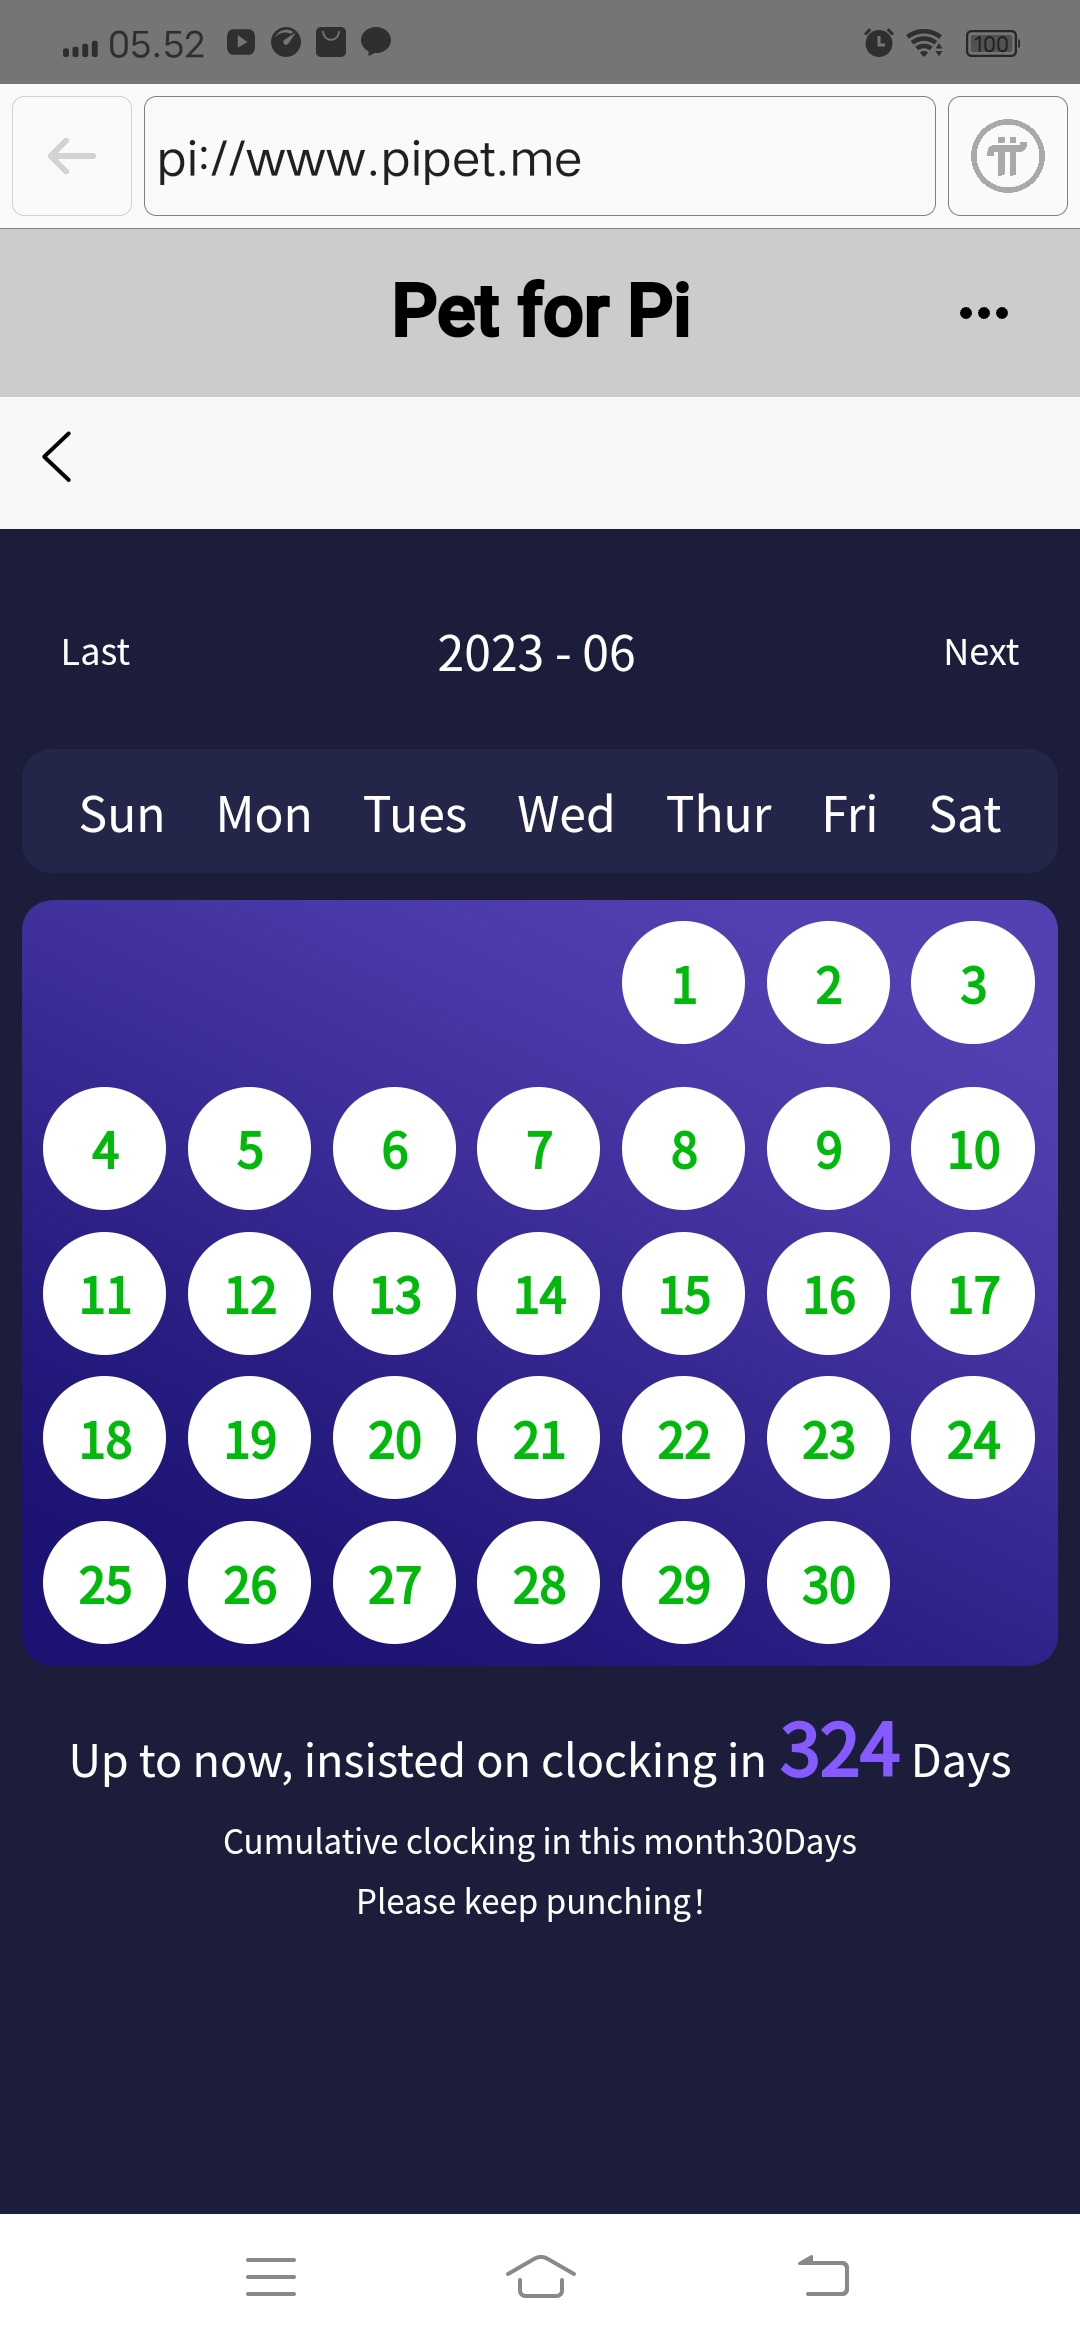 05.52 100
pi://www.pipet.me
Pet for Pi
Last 2023 - 06 Next
Sun Mon Tues Wed Thur Fri Sat
1 2 3
4 5 6 7 8 9 10
11 12 13 14 15 16 17
18 19 20 21 22 23 24
25 26 27 28 29 30
Up to now, insisted on clocking in 324 Days
Cumulative clocking in this month30Days
Please keep punching!